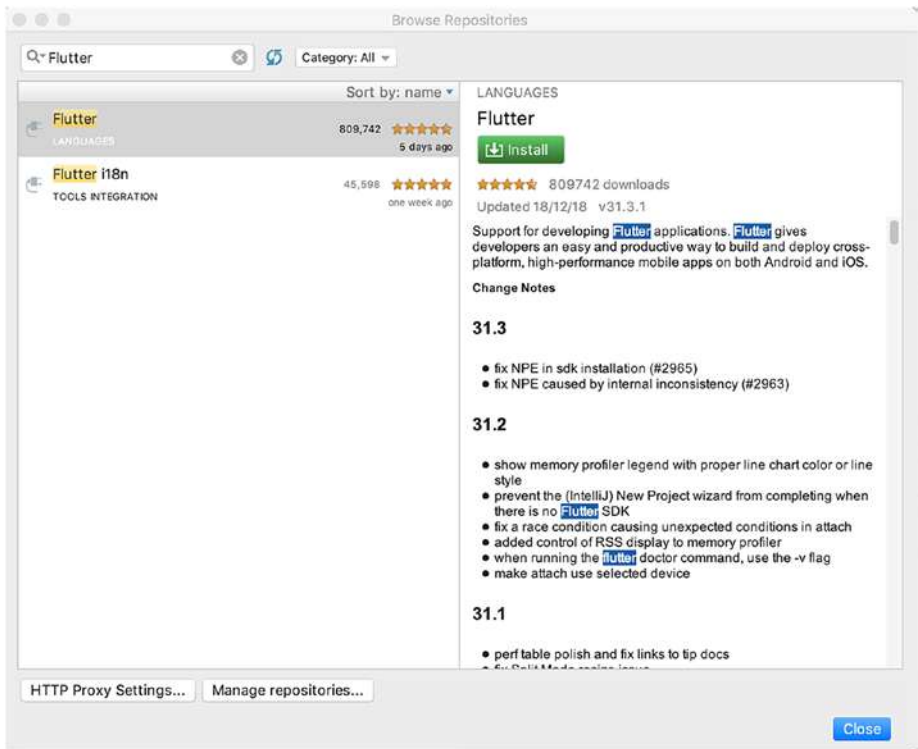 Browse Repositories
Flutter
Category: All
Sort by: name
Flutter
809,742
LANGUAGES
5 days ago
Flutter i18n
45,598
TOOLS INTEGRATION
one week ago
LANGUAGES
Flutter
Install
809742 downloads
Updated 18/12/18 v31.3.1
Support for developing Flutter applications. Flutter gives
developers an easy and productive way to build and deploy cross-
platform, high-performance mobile apps on both Android and iOS.
Change Notes
31.3
• fix NPE in sdk installation (#2965)
• fix NPE caused by internal inconsistency (#2963)
31.2
• show memory profiler legend with proper line chart color or line
style
• prevent the (IntelliJ) New Project wizard from completing when
there is no Flutter SDK
• fix a race condition causing unexpected conditions in attach
• added control of RSS display to memory profiler
• when running the flutter doctor command, use the -v flag
• make attach use selected device
31.1
• perf table polish and fix links to tip docs
HTTP Proxy Settings...
Manage repositories...
Close